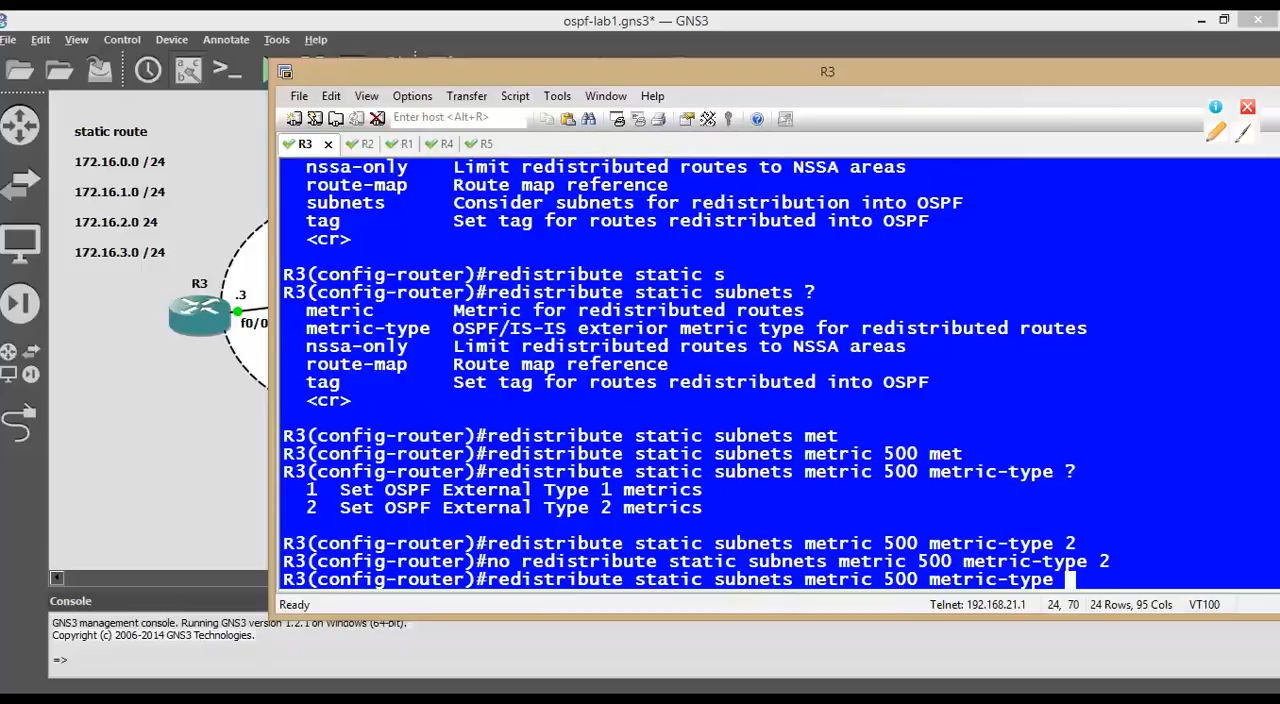 ospf-lab1.gns3* — GNS3
File Edit View Control Device Annotate Tools Help
R3
File Edit View Options Transfer Script Tools Window Help
Enter host <Alt+R>
R3 R2 R1 R4 R5
static route
172.16.0.0 /24
172.16.1.0 /24
172.16.2.0 24
172.16.3.0 /24
R3
.3
f0/0
nssa-only Limit redistributed routes to NSSA areas
route-map Route map reference
subnets Consider subnets for redistribution into OSPF
tag Set tag for routes redistributed into OSPF
<cr>
R3(config-router)#redistribute static s
R3(config-router)#redistribute static subnets ?
metric Metric for redistributed routes
metric-type OSPF/IS-IS exterior metric type for redistributed routes
nssa-only Limit redistributed routes to NSSA areas
route-map Route map reference
tag Set tag for routes redistributed into OSPF
<cr>
R3(config-router)#redistribute static subnets met
R3(config-router)#redistribute static subnets metric 500 met
R3(config-router)#redistribute static subnets metric 500 metric-type ?
1 Set OSPF External Type 1 metrics
2 Set OSPF External Type 2 metrics
R3(config-router)#redistribute static subnets metric 500 metric-type 2
R3(config-router)#no redistribute static subnets metric 500 metric-type 2
R3(config-router)#redistribute static subnets metric 500 metric-type
Ready Telnet: 192.168.21.1 24, 70 24 Rows, 95 Cols VT100
Console
GNS3 management console. Running GNS3 version 1.2.1 on Windows (64-bit).
Copyright (c) 2006-2014 GNS3 Technologies.
=>